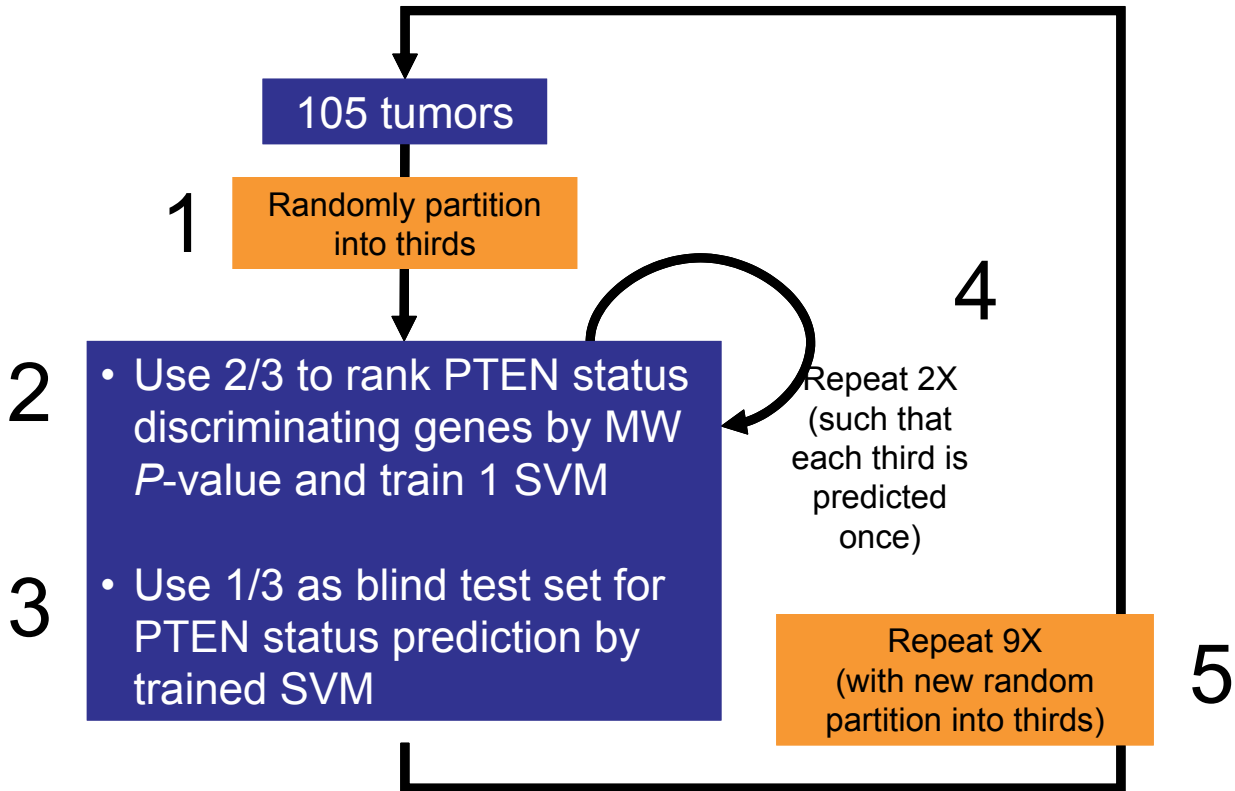 105 tumors
1
Randomly partition
into thirds
2
• Use 2/3 to rank PTEN status
discriminating genes by MW
P-value and train 1 SVM
3
• Use 1/3 as blind test set for
PTEN status prediction by
trained SVM
4
Repeat 2X
(such that
each third is
predicted
once)
Repeat 9X
(with new random
partition into thirds)
5